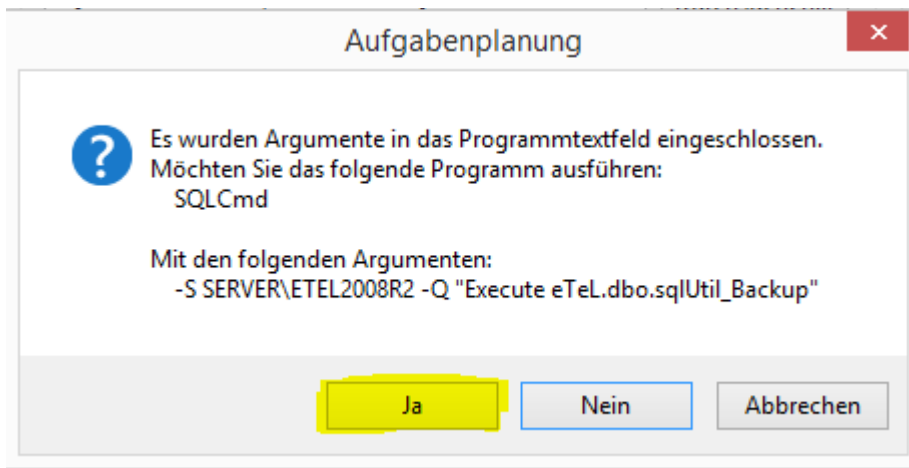 Aufgabenplanung
Es wurden Argumente in das Programmtextfeld eingeschlossen.
Möchten Sie das folgende Programm ausführen:
SQLCmd
Mit den folgenden Argumenten:
-S SERVER\ETEL2008R2 -Q "Execute eTeL.dbo.sqlUtil_Backup"
Ja
Nein
Abbrechen